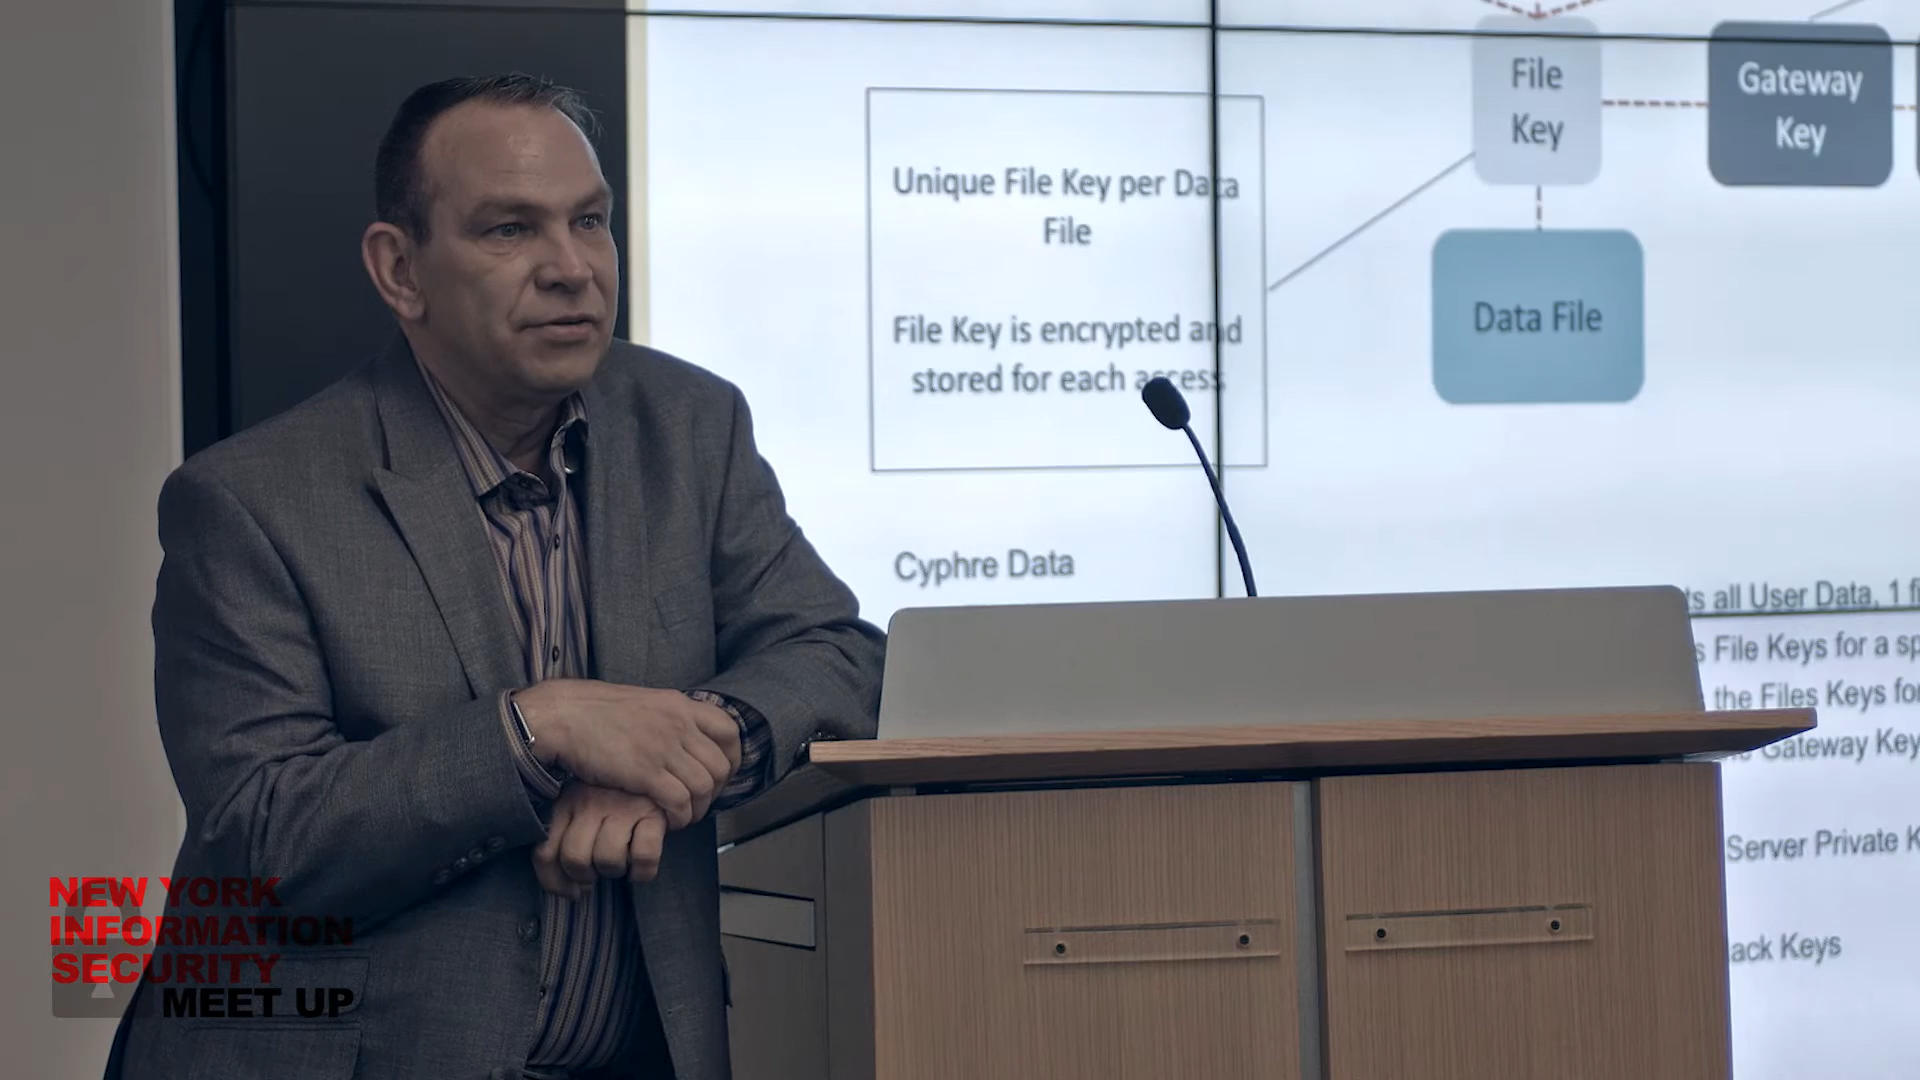 File
Key
Gateway
Key
Unique File Key per Data
File
File Key is encrypted and
stored for each access
Data File
Cyphre Data
all User Data, 1
File Keys for a
the Files Keys
Gateway Key
Server Private
Keys
NEW YORK
INFORMATION
SECURITY
MEET UP